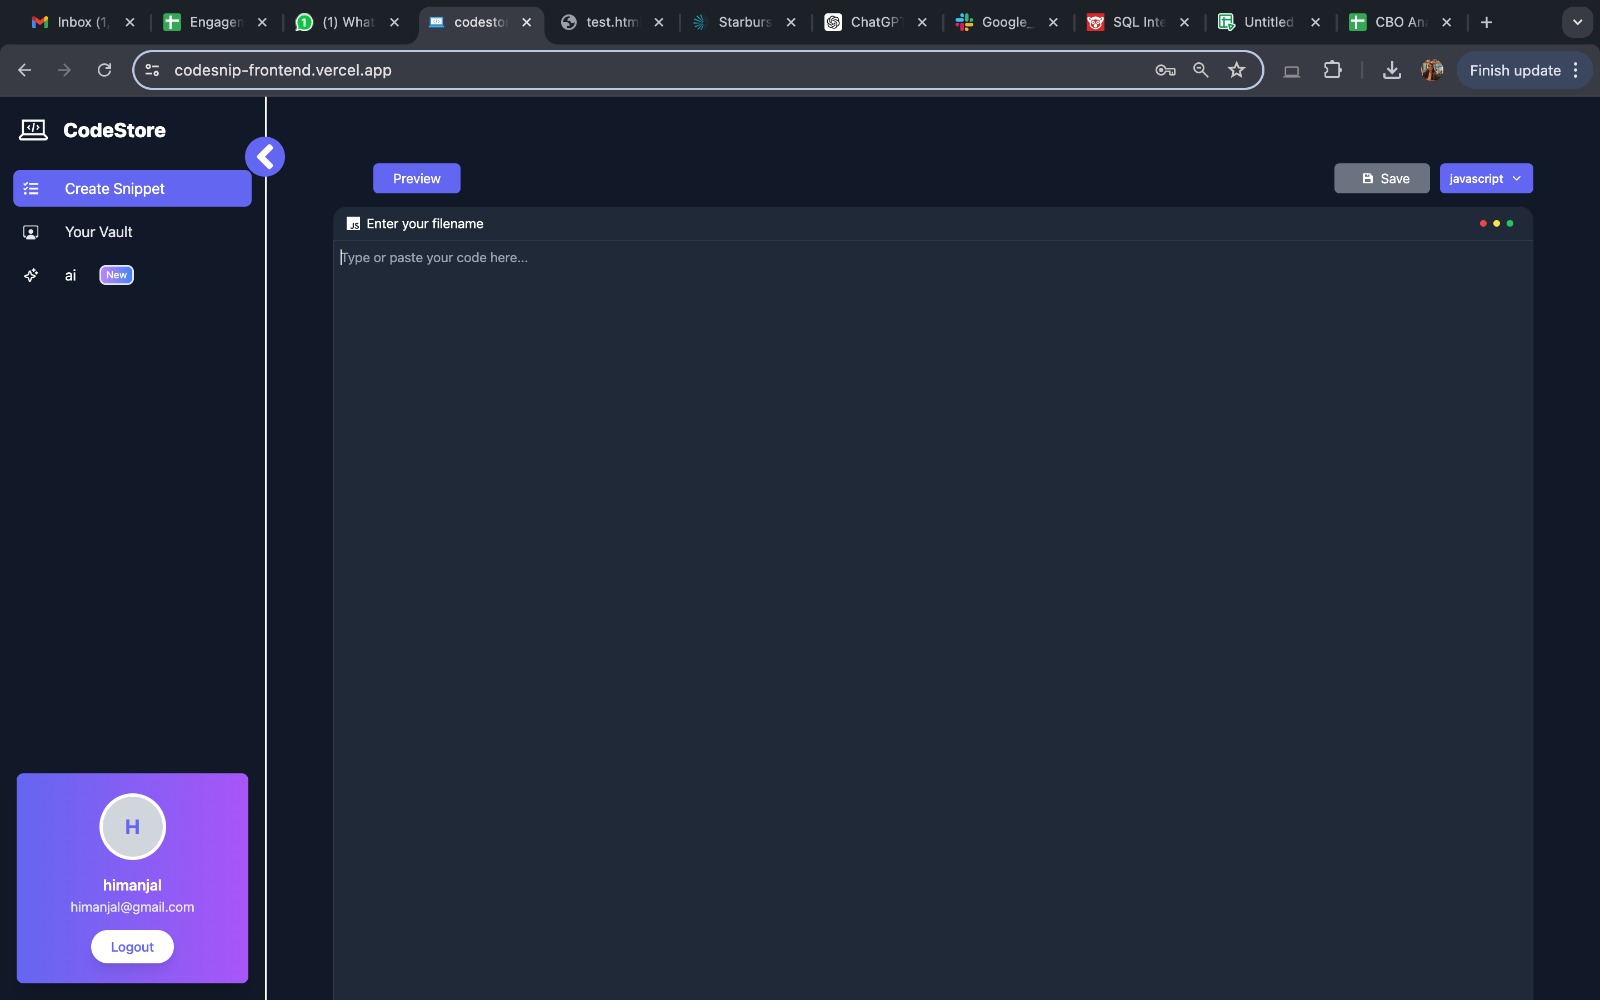 Inbox (1,
Engagen
(1) What
codesto
test.htm
Starburs
ChatGPT
Google_
SQL Inte
Untitled
CBO An
codesnip-frontend.vercel.app
Finish update
CodeStore
Create Snippet
Your Vault
ai New
Preview
Save
javascript
JS Enter your filename
Type or paste your code here...
H
himanjal
himanjal@gmail.com
Logout